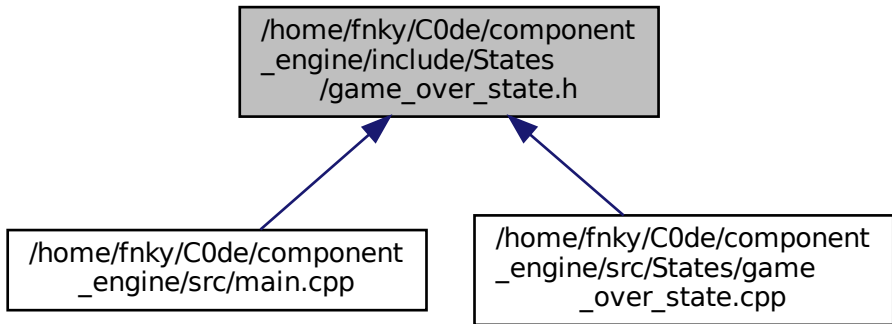 /home/fnky/C0de/component
_engine/include/States
/game_over_state.h
/home/fnky/C0de/component
_engine/src/main.cpp
/home/fnky/C0de/component
_engine/src/States/game
_over_state.cpp